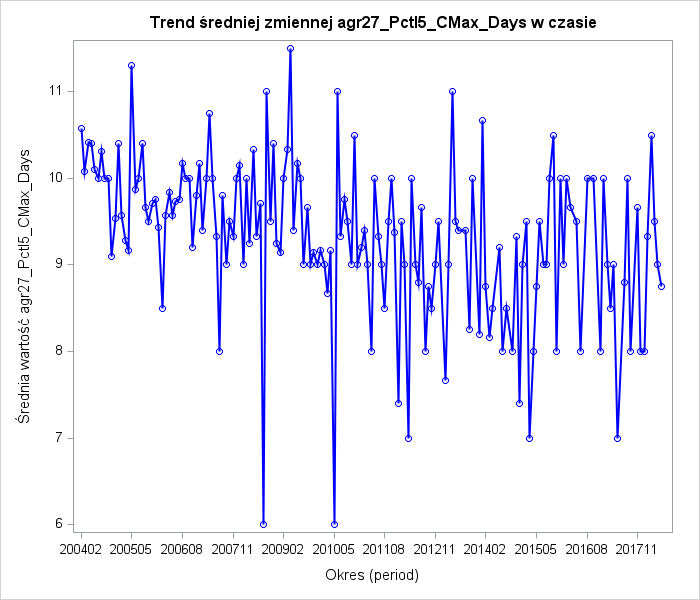 Trend średniej zmiennej agr27_Pctl5_CMax_Days w czasie
Średnia wartość agr27_Pctl5_CMax_Days
11
10
9
8
7
6
200402 200505 200608 200711 200902 201005 201108 201211 201402 201505 201608 201711
Okres (period)